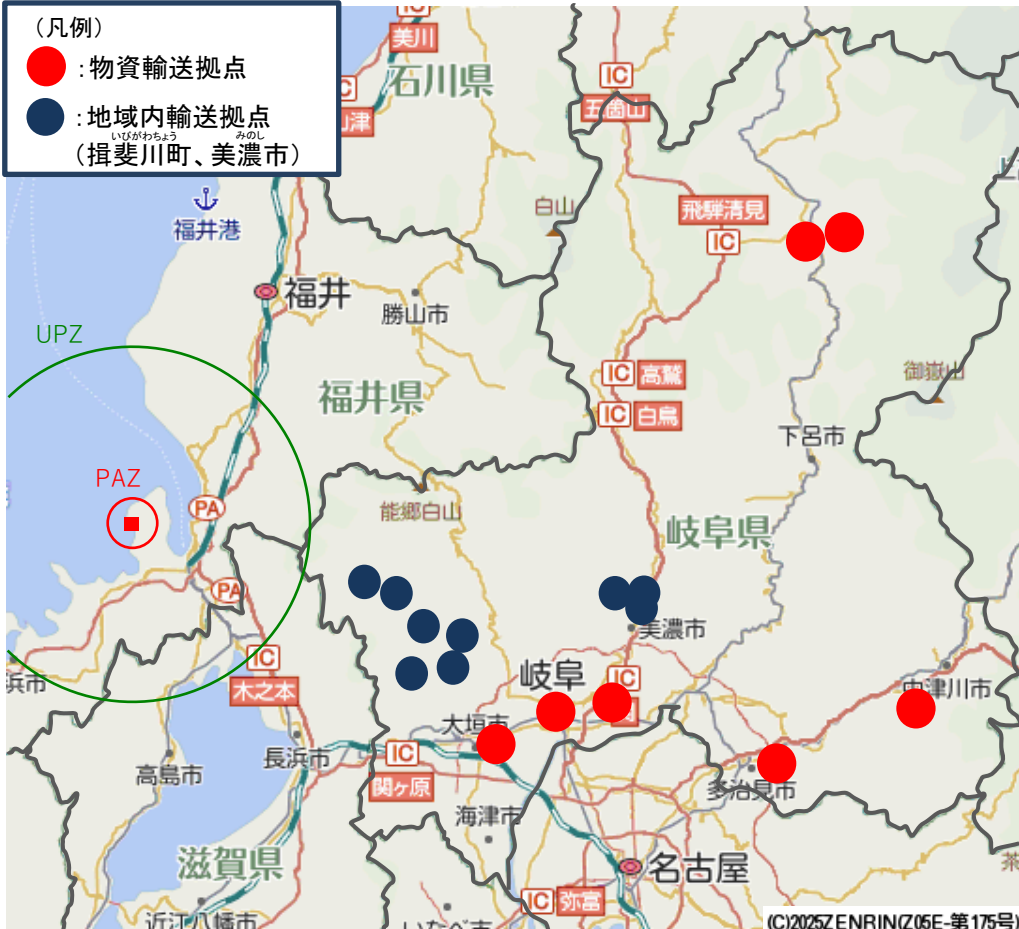 (凡例)
:物資輸送拠点
:地域内輸送拠点
いびがわちょう みのし
(揖斐川町、美濃市)
IC
美川
石川県
IC
五箇山
白山
飛騨清見
IC
福井港
福井
勝山市
UPZ
福井県
IC 高鷲
IC 白鳥
御嶽山
下呂市
PAZ
PA
能郷白山
岐阜県
PA
美濃市
IC
木之本
岐阜
IC
中津川市
大垣市
長浜市
IC
関ヶ原
高島市
多治見市
海津市
滋賀県
名古屋
IC 弥富
近江八幡市
いなべ市
(C)2025ZENRIN(Z05E-第175号)